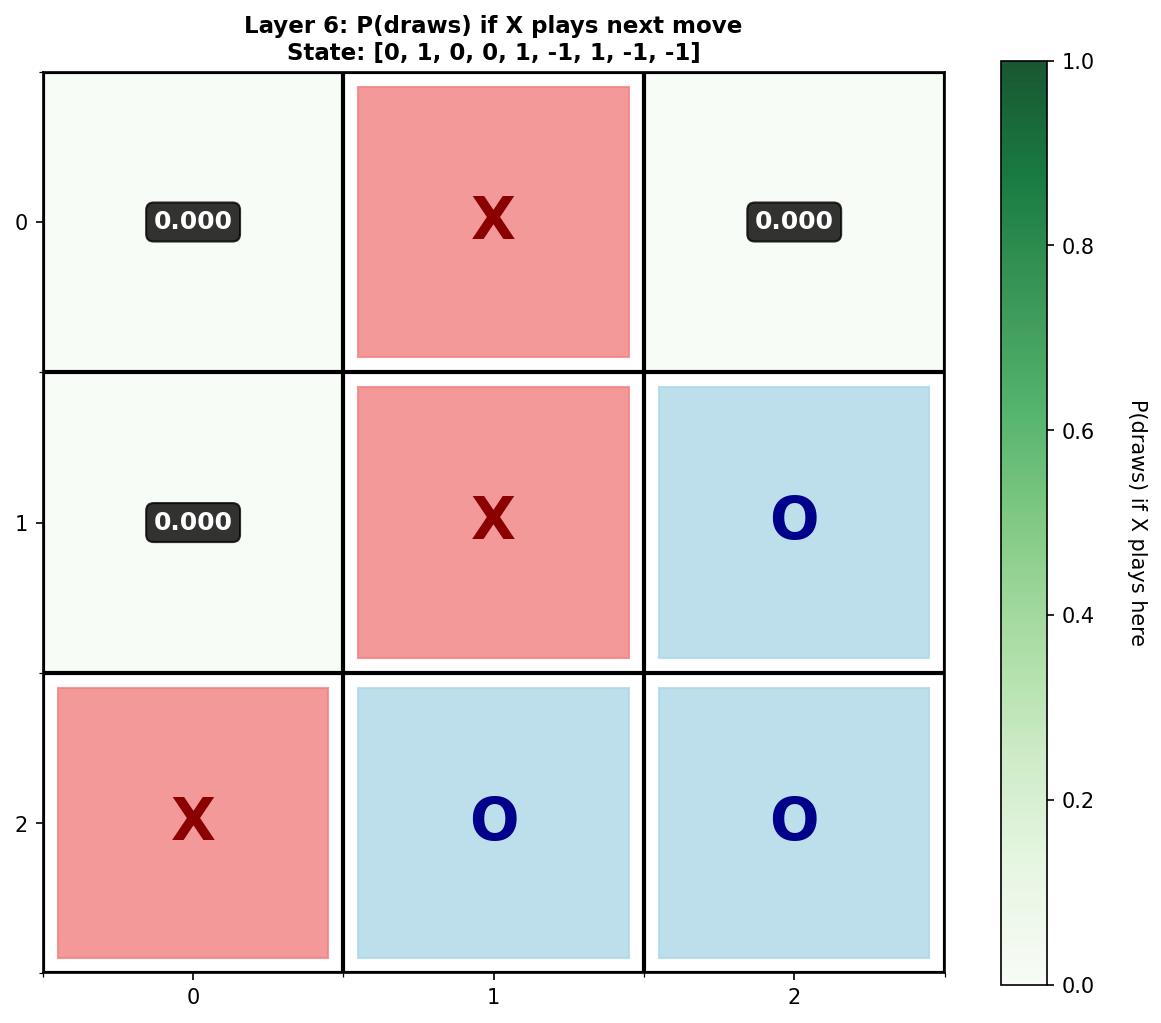 Layer 6: P(draws) if X plays next move
State: [0, 1, 0, 0, 1, -1, 1, -1, -1]
1.0
0.8
0.6
0.4
0.2
0.0
P(draws) if X plays here
0
0.000
X
0.000
1
0.000
X
O
2
X
O
O
0
1
2